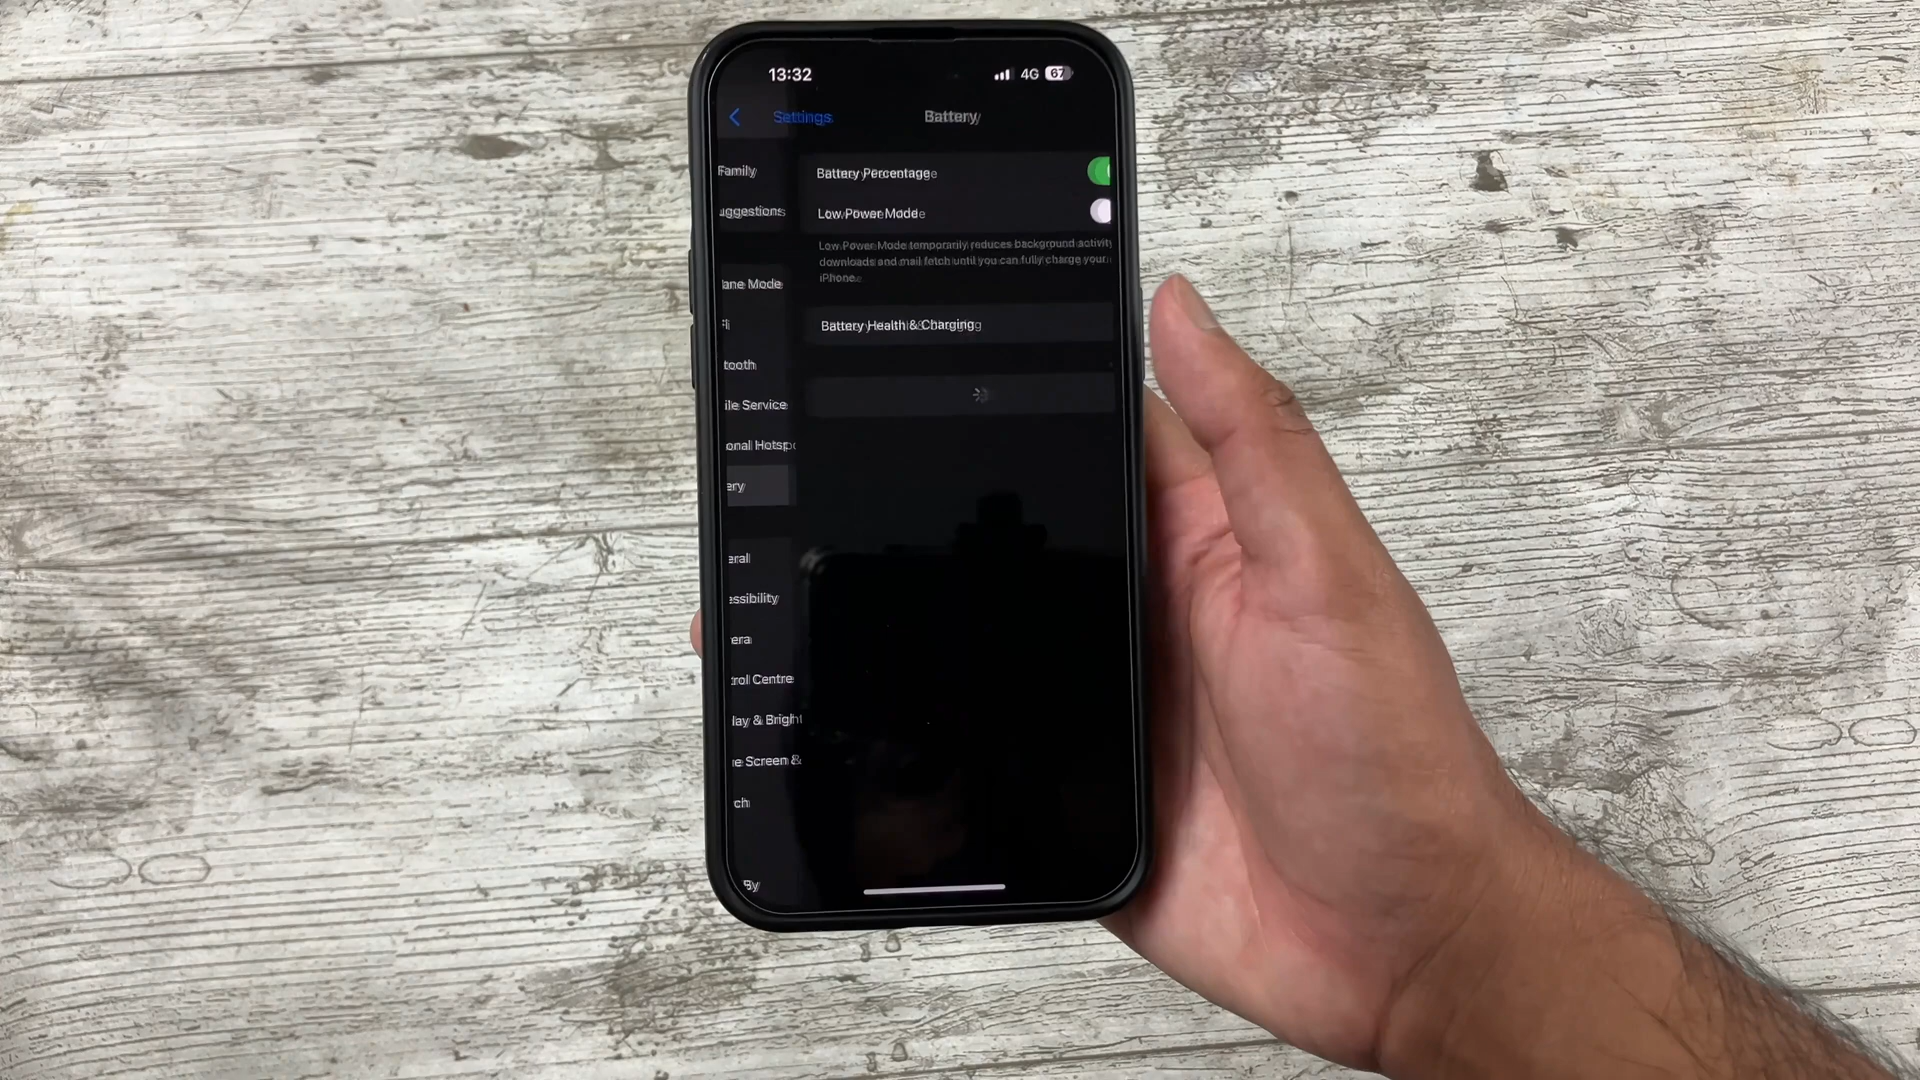 13:32
4G 67
Settings
Battery
Family
uggestions
ane Mode
tooth
ile Service
onal Hotspo
ery
eral
essibility
era
trol Centre
lay & Bright
e Screen &
ch
By
Battery Percentage
Low Power Mode
Low Power Mode temporarily reduces background activity
downloads and mail fetch until you can fully charge your
iPhone.
Battery Health & Charging